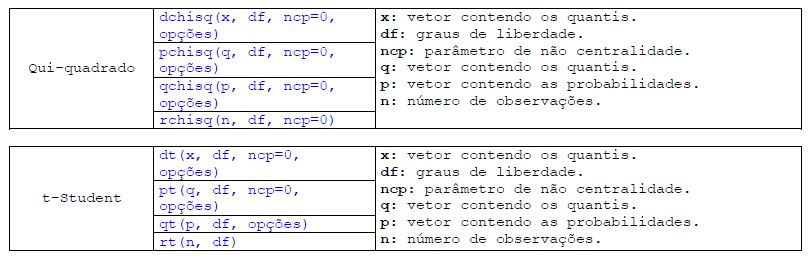 Qui-quadrado
dchisq(x, df, ncp=0,
opções)
pchisq(q, df, ncp=0,
opções)
qchisq(p, df, ncp=0,
opções)
rchisq(n, df, ncp=0)
x: vetor contendo os quantis.
df: graus de liberdade.
ncp: parâmetro de não centralidade.
q: vetor contendo os quantis.
p: vetor contendo as probabilidades.
n: número de observações.
t-Student
dt(x, df, ncp=0,
opções)
pt(q, df, ncp=0,
opções)
qt(p, df, opções)
rt(n, df)
x: vetor contendo os quantis.
df: graus de liberdade.
ncp: parâmetro de não centralidade.
q: vetor contendo os quantis.
p: vetor contendo as probabilidades.
n: número de observações.